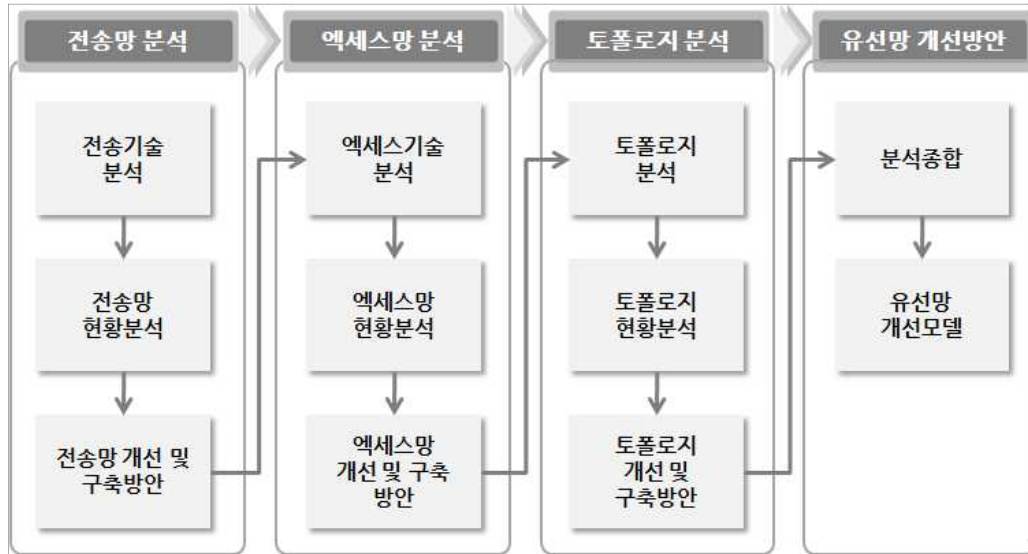 전송망 분석
엑세스망 분석
토폴로지 분석
유선망 개선방안
전송기술
분석
전송망
현황분석
전송망 개선 및
구축방안
엑세스기술
분석
엑세스망
현황분석
엑세스망
개선 및 구축
방안
토폴로지
분석
토폴로지
현황분석
토폴로지
개선 및
구축방안
분석종합
유선망
개선모델